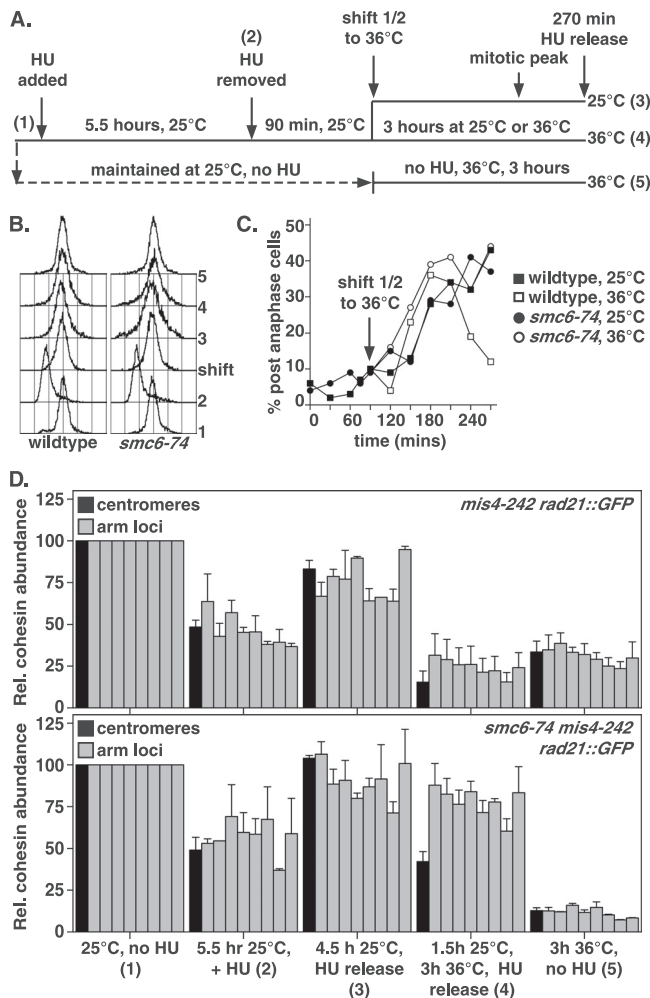 A.
HU
added
(2)
HU
removed
shift 1/2
to 36°C
270 min
HU release
mitotic peak
(1)
5.5 hours, 25°C
90 min, 25°C
25°C (3)
3 hours at 25°C or 36°C
36°C (4)
maintained at 25°C, no HU
no HU, 36°C, 3 hours
36°C (5)
B.
5
4
3
shift
2
1
wildtype
smc6-74
C.
% post anaphase cells
50
40
30
20
10
0
shift 1/2
to 36°C
0 30 60 90 120 150 180 210 240 270
time (mins)
wildtype, 25°C
wildtype, 36°C
smc6-74, 25°C
smc6-74, 36°C
D.
Rel. cohesin abundance
125
100
75
50
25
0
centromeres
arm loci
mis4-242 rad21::GFP
Rel. cohesin abundance
125
100
75
50
25
0
centromeres
arm loci
smc6-74 mis4-242
rad21::GFP
25°C, no HU
(1)
5.5 hr 25°C,
+ HU (2)
4.5 h 25°C,
HU release
(3)
1.5h 25°C,
3h 36°C, HU
release (4)
3h 36°C,
no HU (5)